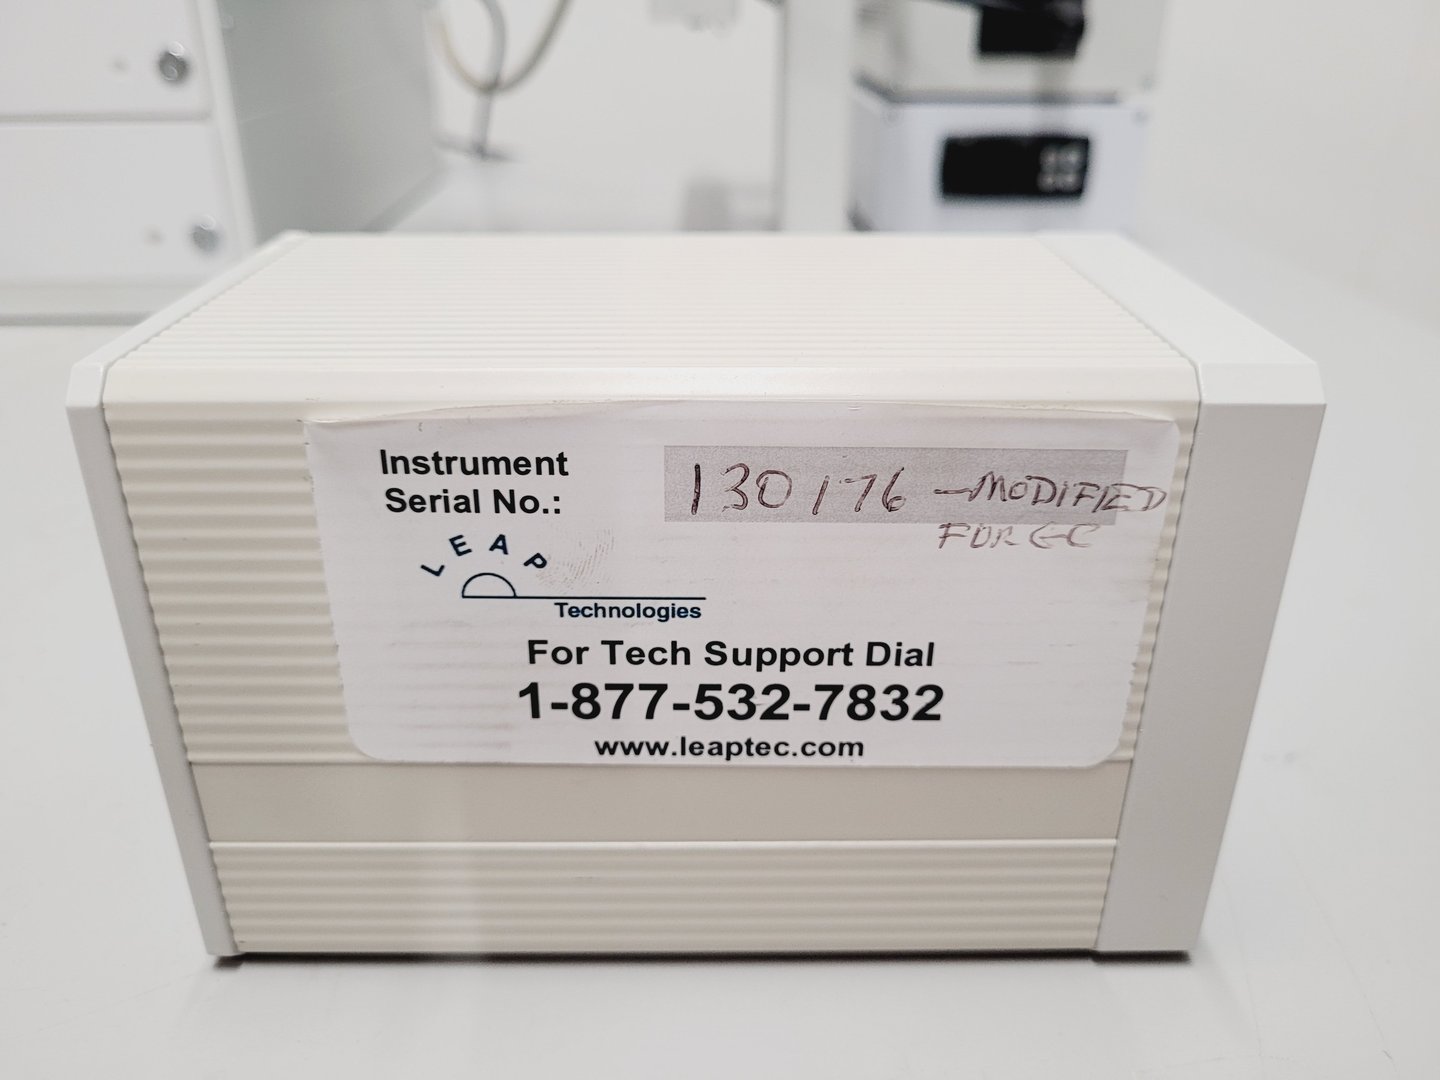 Instrument
Serial No.: 130176 - MODIFIED
FOR GC
LEAP
Technologies
For Tech Support Dial
1-877-532-7832
www.leaptec.com